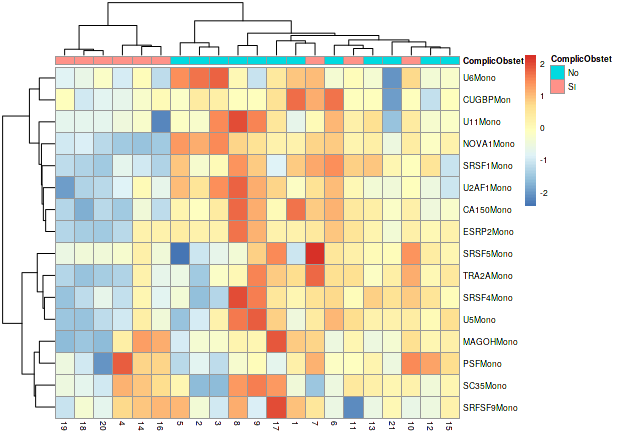 ComplicObstet
ComplicObstet
No
SI
2
1
0
-1
-2
U6Mono
CUGBPMon
U11Mono
NOVA1Mono
SRSF1Mono
U2AF1Mono
CA150Mono
ESRP2Mono
SRSF5Mono
TRA2AMono
SRSF4Mono
U5Mono
MAGOHMono
PSFMono
SC35Mono
SRFSF9Mono
19 18 20 4 14 16 5 2 3 8 9 17 1 7 6 11 13 21 10 12 15